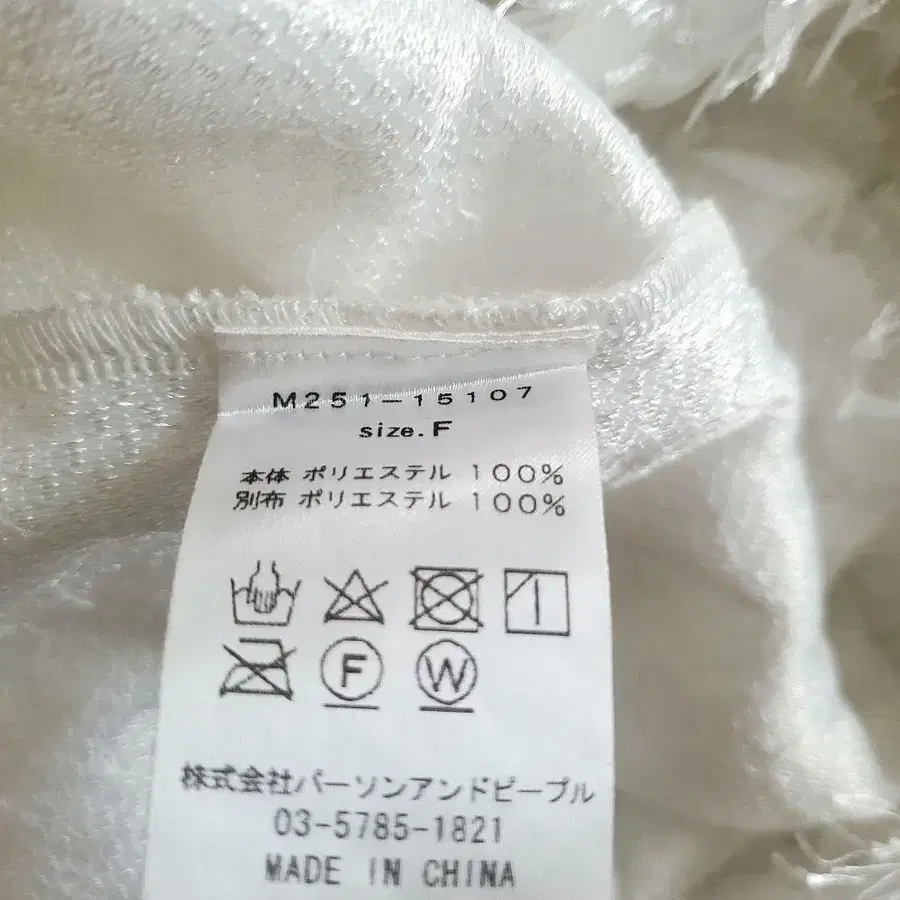 M251-15107
size.F
本体 ポリエステル 100%
別布 ポリエステル 100%
F W
株式会社パーソンアンドピープル
03-5785-1821
MADE IN CHINA